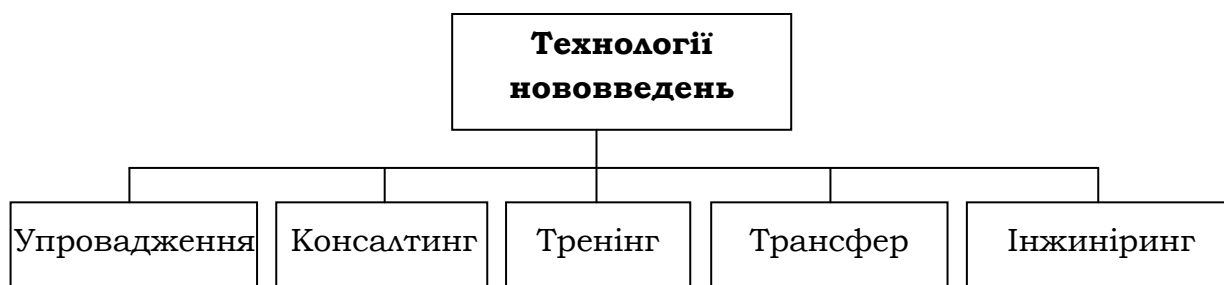 Технології
нововведень
Упровадження
Консалтинг
Тренінг
Трансфер
Інжиніринг